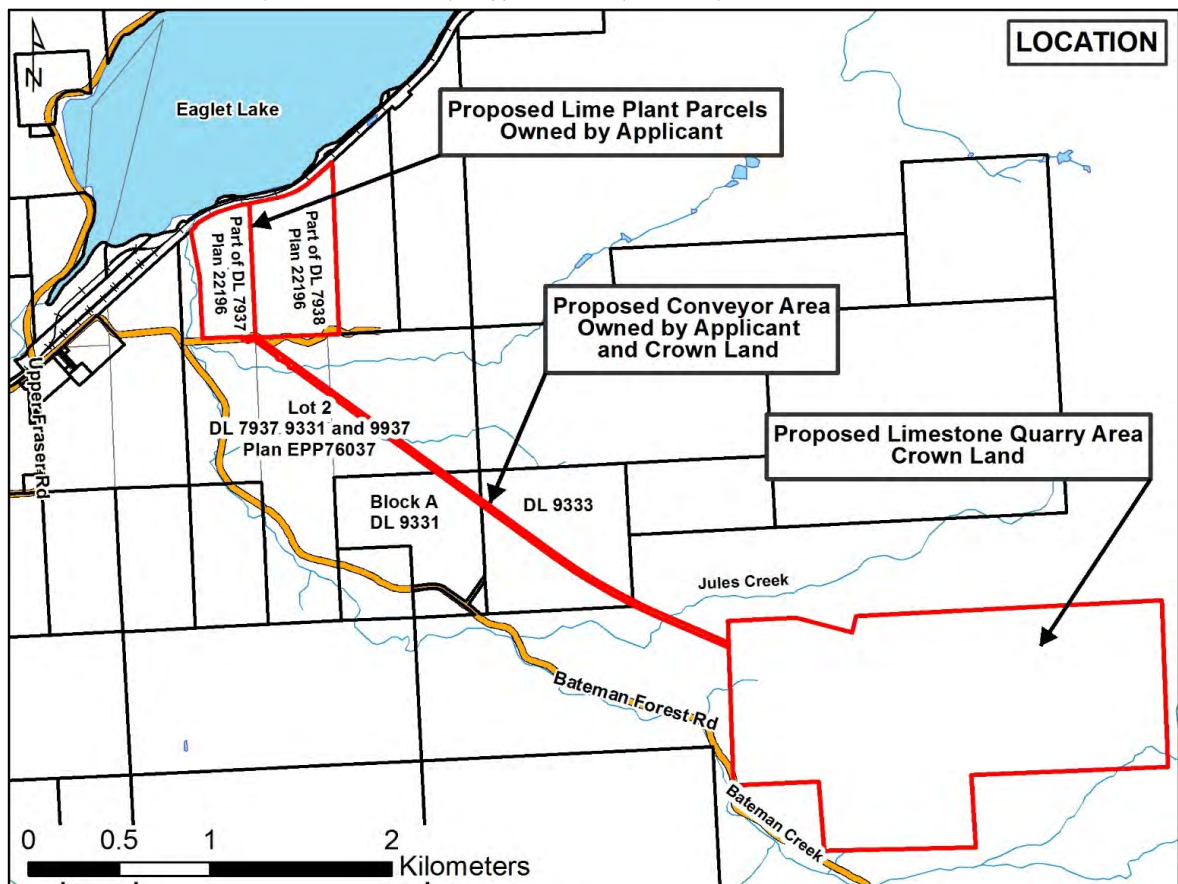 LOCATION
N
Eaglet Lake
Proposed Lime Plant Parcels
Owned by Applicant
Part of DL 7937
Plan 22196
Part of DL 7938
Plan 22196
Proposed Conveyor Area
Owned by Applicant
and Crown Land
Upper Fraser Rd
Lot 2
DL 7937 9331 and 9937
Plan EPP76037
Proposed Limestone Quarry Area
Crown Land
Block A
DL 9331
DL 9333
Jules Creek
Bateman Forest Rd
Bateman Creek
0 0.5 1 2
Kilometers